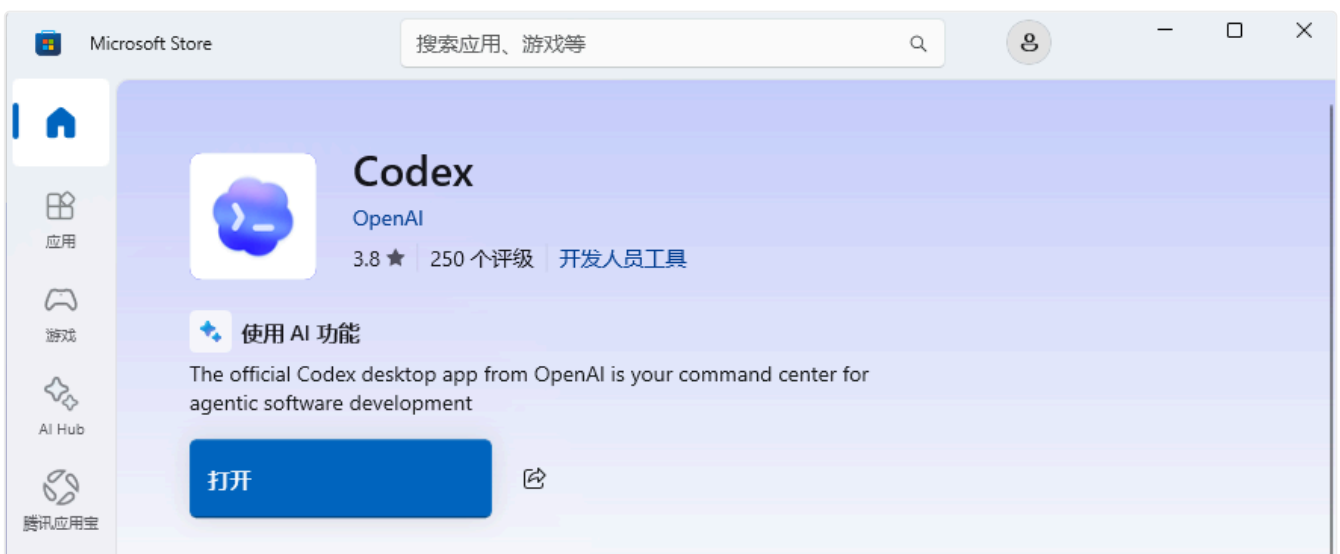 Microsoft Store
搜索应用、游戏等
Codex
OpenAI
3.8 ★ 250 个评级 开发人员工具
应用
游戏
使用 AI 功能
The official Codex desktop app from OpenAI is your command center for
agentic software development
AI Hub
打开
腾讯应用宝